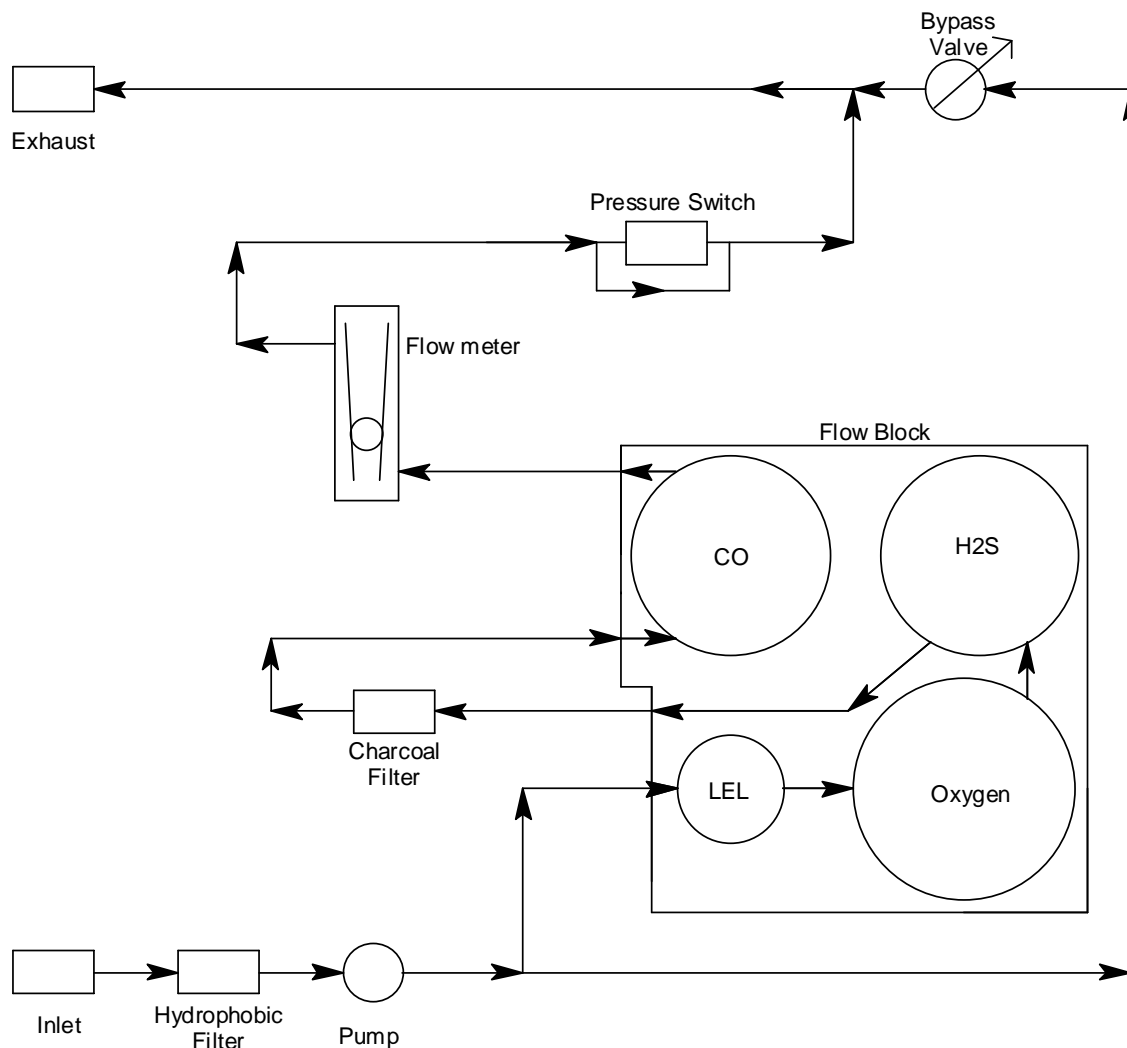 Bypass
Valve
Exhaust
Pressure Switch
Flow meter
Flow Block
CO
H2S
Charcoal
Filter
LEL
Oxygen
Inlet
Hydrophobic
Filter
Pump